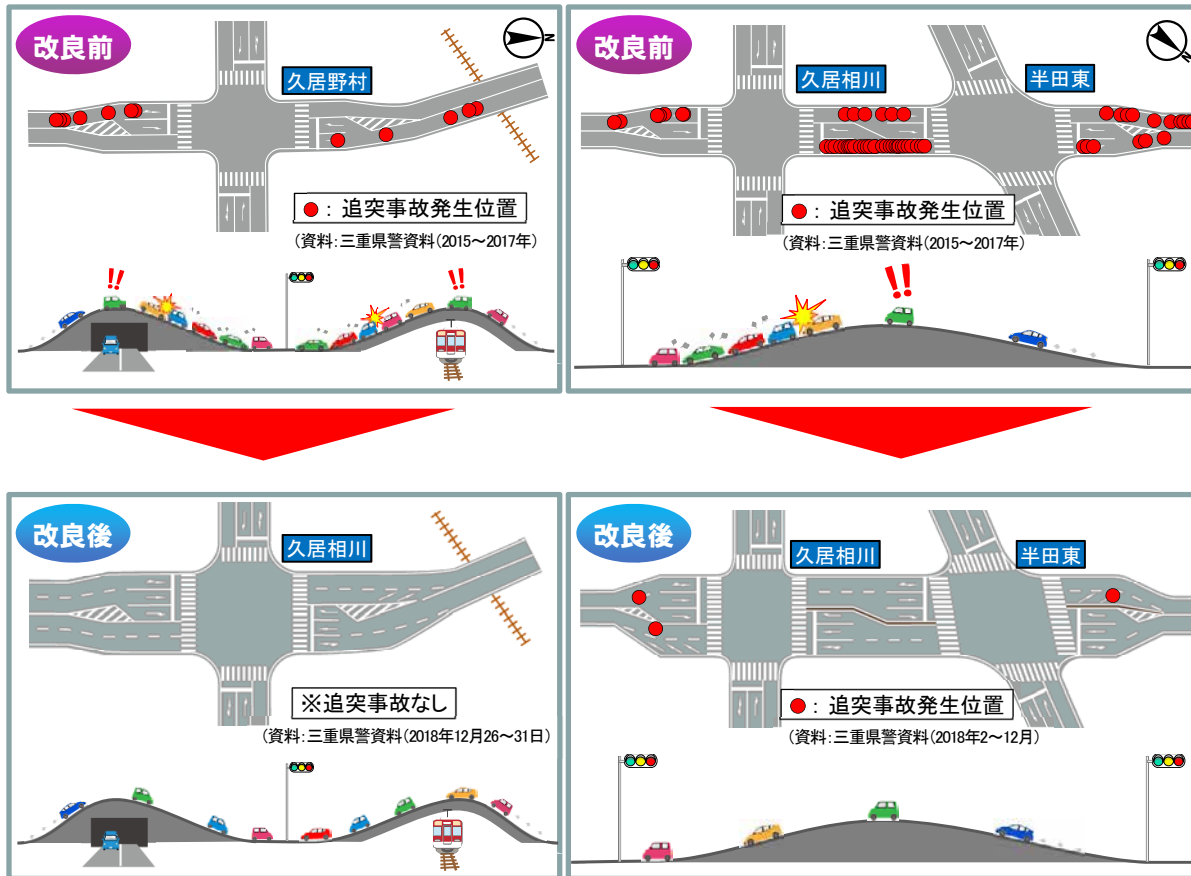 改良前
N
久居野村
●：追突事故発生位置
(資料:三重県警資料(2015～2017年)
!!
!!
改良前
N
久居相川
半田東
●：追突事故発生位置
(資料:三重県警資料(2015～2017年)
!!
改良後
久居相川
※追突事故なし
(資料:三重県警資料(2018年12月26～31日)
改良後
久居相川
半田東
●：追突事故発生位置
(資料:三重県警資料(2018年2～12月)